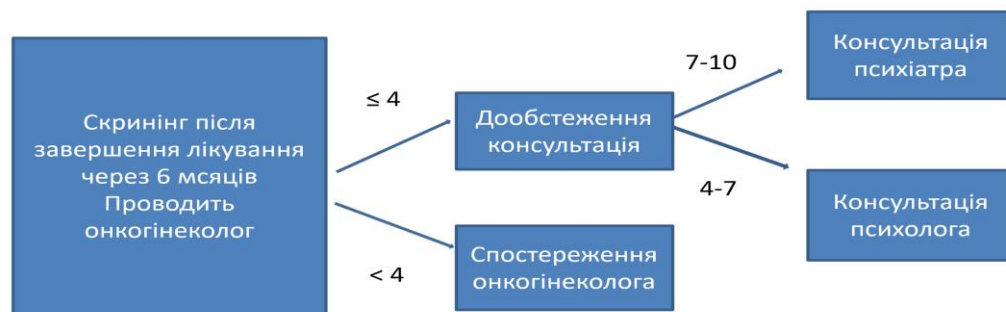 Скринінг після
завершення лікування
через 6 мсяців
Проводить
онкогінеколог
≤ 4
< 4
Дообстеження
консультація
Спостереження
онкогінеколога
7-10
4-7
Консультація
психіатра
Консультація
психолога